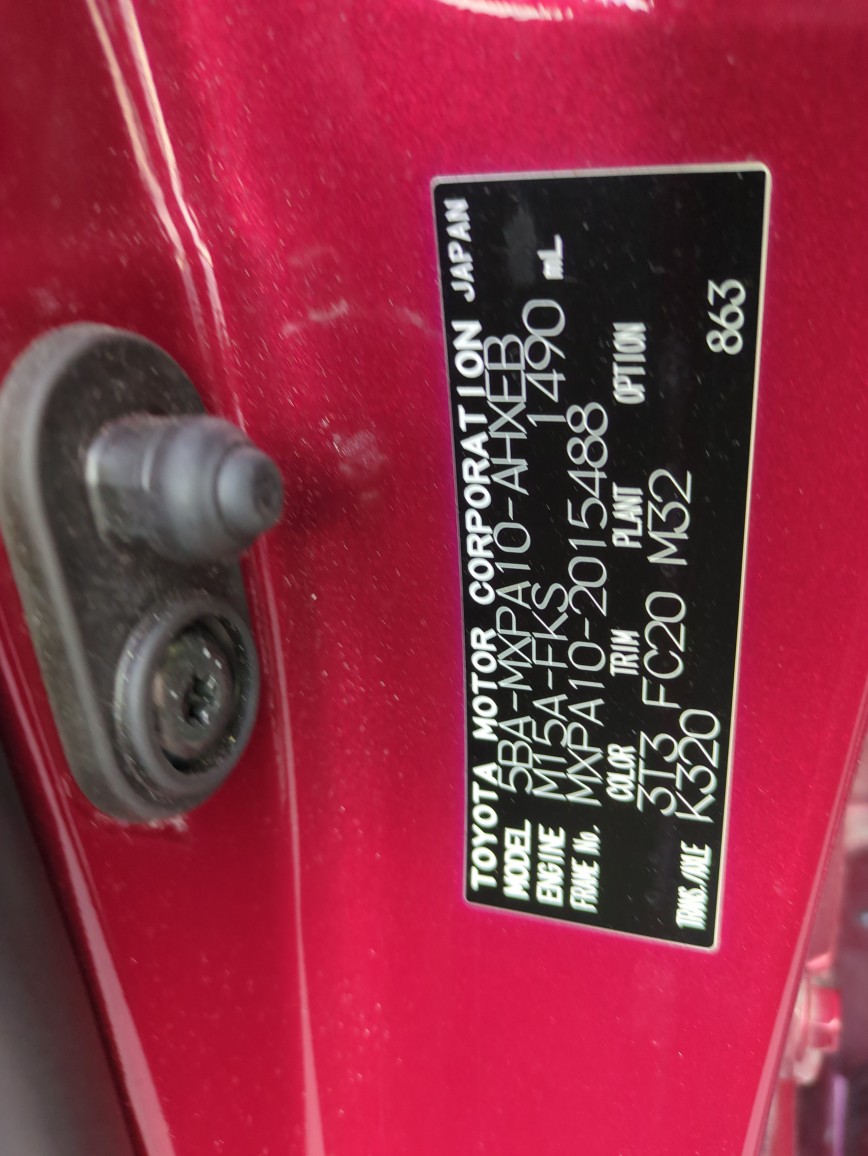 TOYOTA MOTOR CORPORATION JAPAN
MODEL 5BA-MXPA10-AHXEB
ENGINE M15A-FKS 1490 mL
FRAME No. MXPA10-2015488
COLOR TRIM PLANT OPTION
3T3 FC20 M32
TRANS./AXLE K320 863